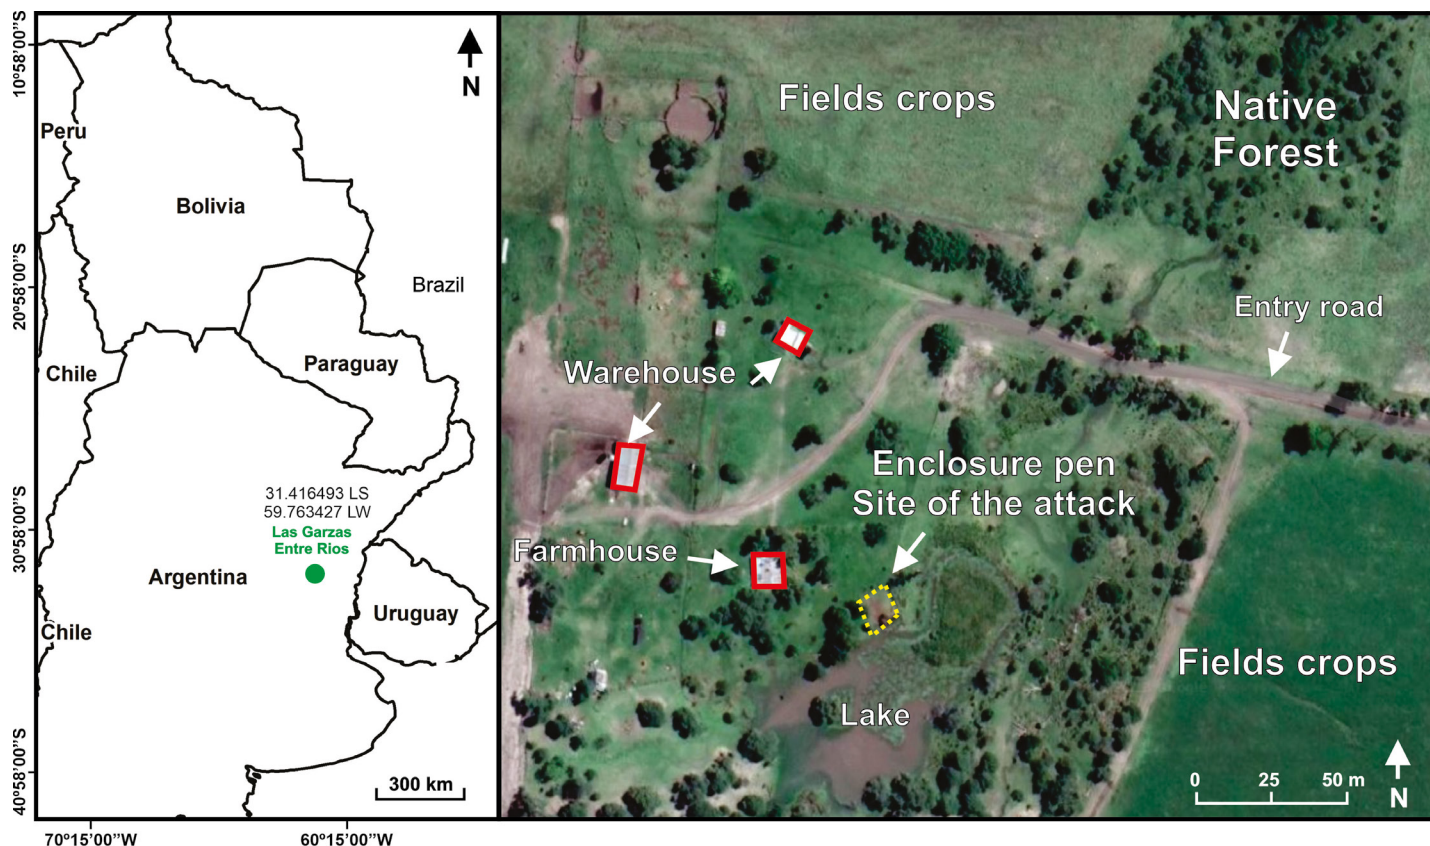 10°58'00''S
20°58'00''S
30°58'00''S
40°58'00''S
70°15'00''W
60°15'00''W
N
Peru
Bolivia
Brazil
Chile
Paraguay
31.416493 LS
59.763427 LW
Las Garzas
Entre Rios
Argentina
Uruguay
Chile
300 km
Fields crops
Native
Forest
Entry road
Warehouse
Enclosure pen
Site of the attack
Farmhouse
Fields crops
Lake
0 25 50 m
N